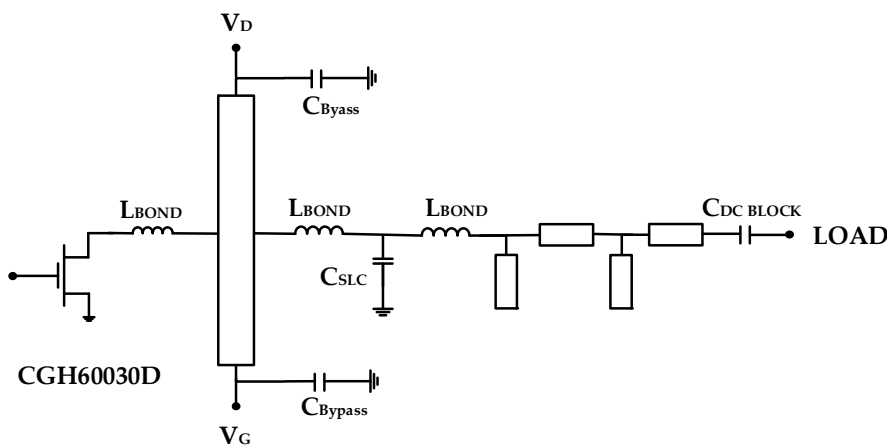 VD
CByass
LBOND
LBOND
LBOND
CDC BLOCK
LOAD
CSLC
CGH60030D
CBypass
VG